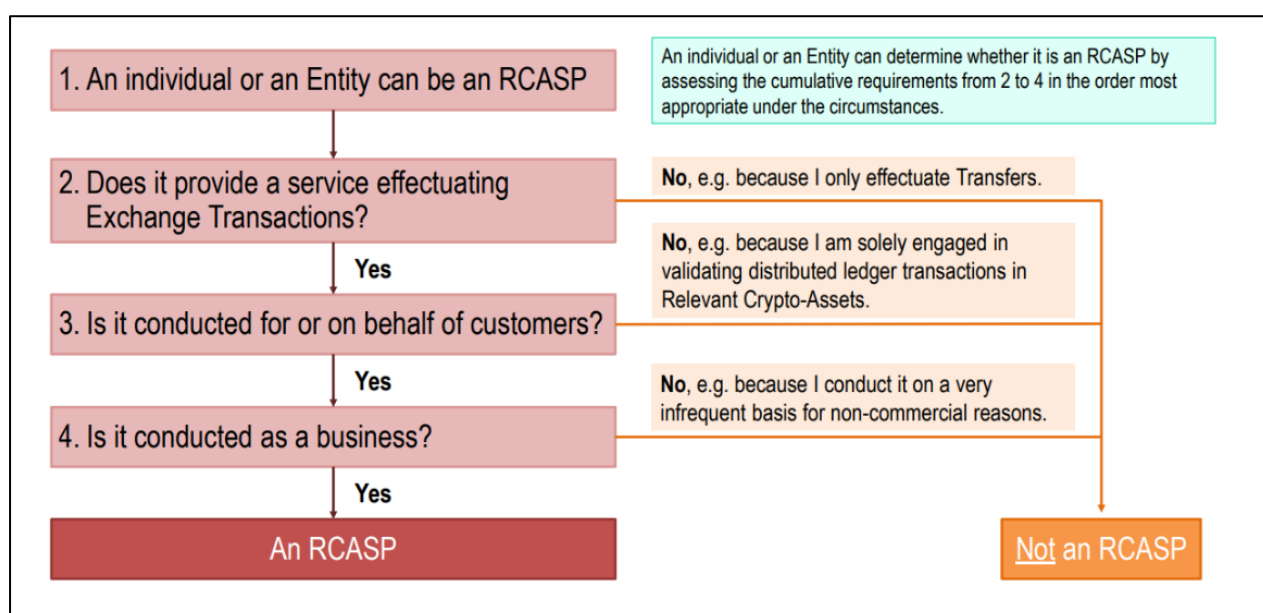 1. An individual or an Entity can be an RCASP
An individual or an Entity can determine whether it is an RCASP by
assessing the cumulative requirements from 2 to 4 in the order most
appropriate under the circumstances.
2. Does it provide a service effectuating
Exchange Transactions?
No, e.g. because I only effectuate Transfers.
Yes
No, e.g. because I am solely engaged in
validating distributed ledger transactions in
Relevant Crypto-Assets.
3. Is it conducted for or on behalf of customers?
Yes
No, e.g. because I conduct it on a very
infrequent basis for non-commercial reasons.
4. Is it conducted as a business?
Yes
An RCASP
Not an RCASP